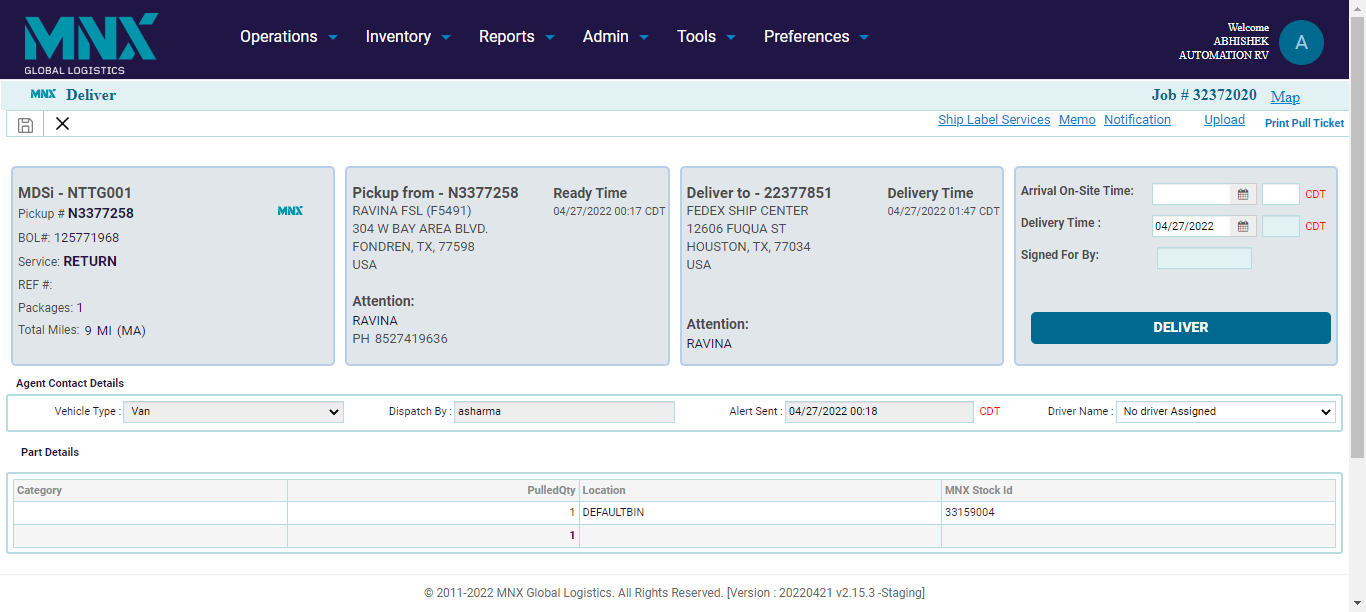 MNX
GLOBAL LOGISTICS
Operations Inventory Reports Admin Tools Preferences
Welcome
ABHISHEK
AUTOMATION RV
A
MNX Deliver
Job # 32372020 Map
Ship Label Services Memo Notification Upload Print Pull Ticket
MDSi - NTTG001
Pickup # N3377258
MNX
BOL#: 125771968
Service: RETURN
REF #:
Packages: 1
Total Miles: 9 MI (MA)
Pickup from - N3377258
RAVINA FSL (F5491)
304 W BAY AREA BLVD.
FONDREN, TX, 77598
USA
Attention:
RAVINA
PH 8527419636
Ready Time
04/27/2022 00:17 CDT
Deliver to - 22377851
FEDEX SHIP CENTER
12606 FUQUA ST
HOUSTON, TX, 77034
USA
Attention:
RAVINA
Delivery Time
04/27/2022 01:47 CDT
Arrival On-Site Time: CDT
Delivery Time : 04/27/2022 CDT
Signed For By:
DELIVER
Agent Contact Details
Vehicle Type : Van Dispatch By : asharma Alert Sent : 04/27/2022 00:18 CDT Driver Name : No driver Assigned
Part Details
Category PulledQty Location MNX Stock Id
1 DEFAULTBIN 33159004
1
© 2011-2022 MNX Global Logistics. All Rights Reserved. [Version : 20220421 v2.15.3 -Staging]